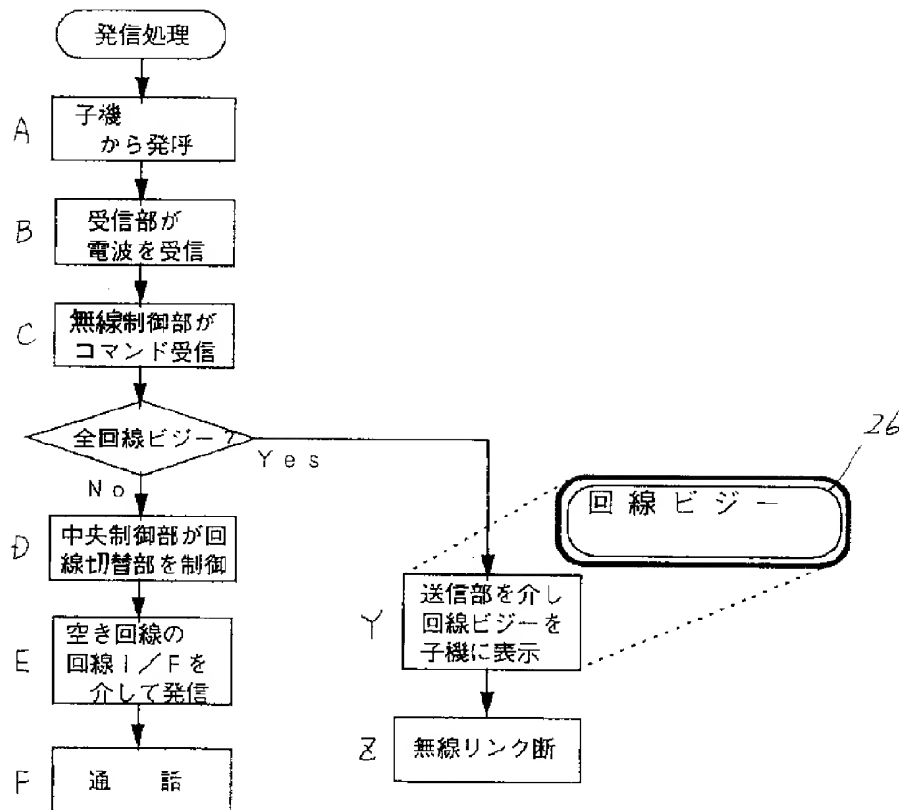 発信処理
A
子機
から発呼
B
受信部が
電波を受信
C
無線制御部が
コマンド受信
全回線ビジー?
Yes
No
26
回線ビジー
D
中央制御部が回
線切替部を制御
Y
送信部を介し
回線ビジーを
子機に表示
E
空き回線の
回線I/Fを
介して発信
Z
無線リンク断
F
通話